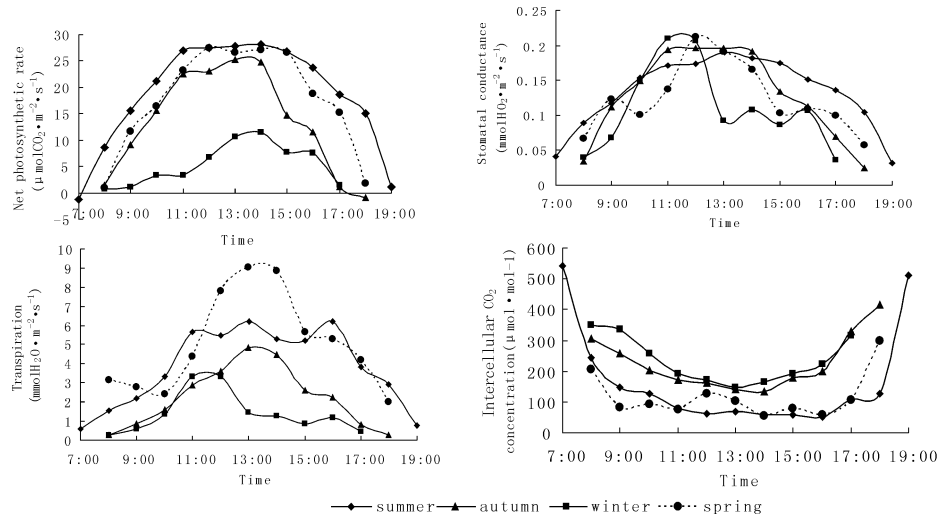 Net photosynthetic rate
(μmolCO₂•m⁻²•s⁻¹)
30
25
20
15
10
5
0
-5
7:00 9:00 11:00 13:00 15:00 17:00 19:00
Time
Stomatal conductance
(mmolHO₂•m⁻²•s⁻¹)
0.25
0.2
0.15
0.1
0.05
0
7:00 9:00 11:00 13:00 15:00 17:00 19:00
Time
Transpiration
(mmolH₂O•m⁻²•s⁻¹)
10
9
8
7
6
5
4
3
2
1
0
7:00 9:00 11:00 13:00 15:00 17:00 19:00
Time
Intercellular CO₂
concentration(μmol•mol-1)
600
500
400
300
200
100
0
7:00 9:00 11:00 13:00 15:00 17:00 19:00
Time
summer autumn winter spring